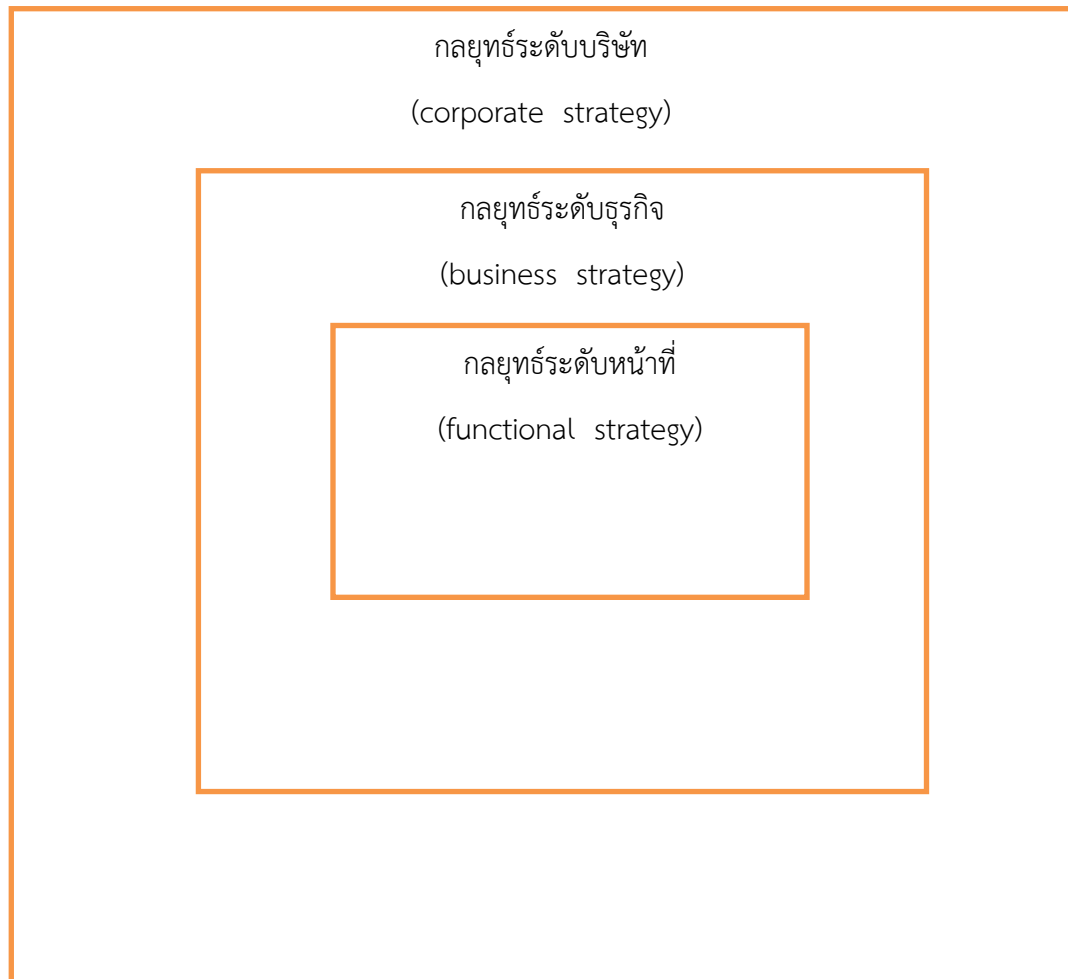 กลยุทธ์ระดับบริษัท
(corporate strategy)
กลยุทธ์ระดับธุรกิจ
(business strategy)
กลยุทธ์ระดับหน้าที่
(functional strategy)